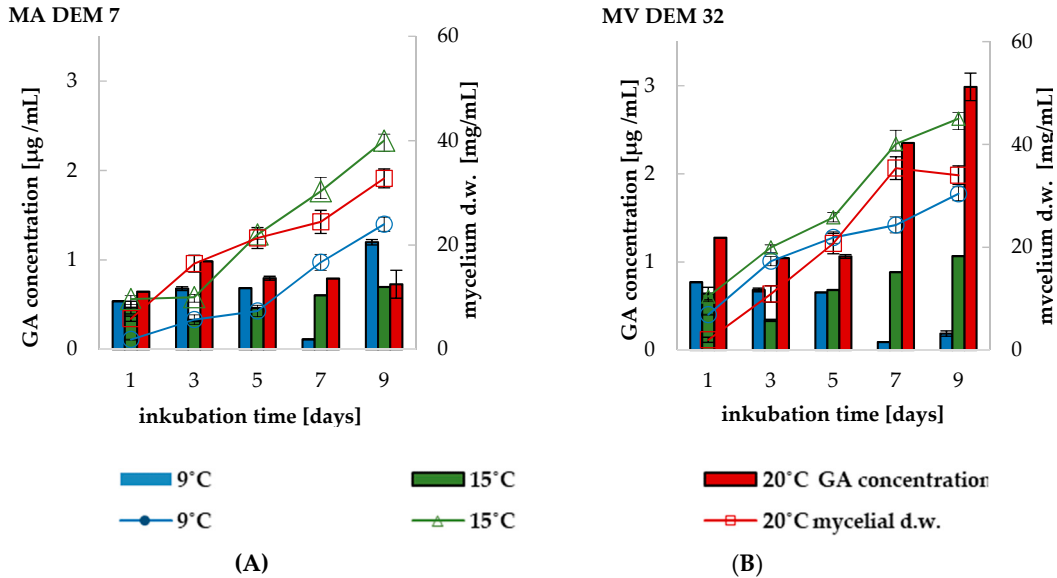 MA DEM 7
MV DEM 32
GA concentration [µg /mL]
3
2
1
0
60
40
20
0
mycelium d.w. [mg/mL]
1 3 5 7 9
inkubation time [days]
GA concentration [µg/mL]
3
2
1
0
60
40
20
0
mycelium d.w. [mg/mL]
1 3 5 7 9
inkubation time [days]
9˚C 15˚C 20˚C GA concentration
9˚C 15˚C 20˚C mycelial d.w.
(A) (B)